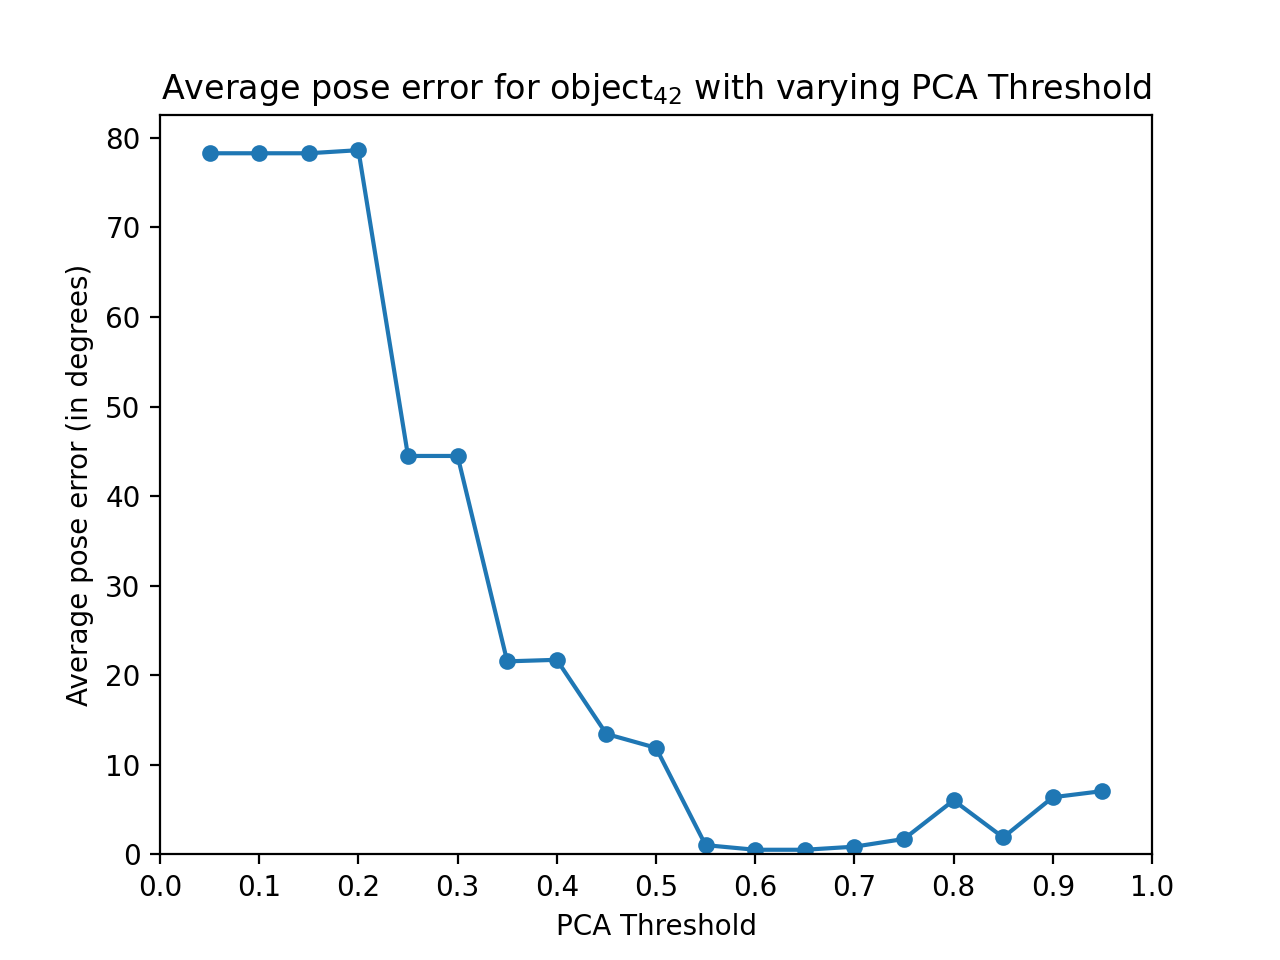 Average pose error for object₄₂ with varying PCA Threshold
80
70
60
50
40
30
20
10
0
Average pose error (in degrees)
0.0 0.1 0.2 0.3 0.4 0.5 0.6 0.7 0.8 0.9 1.0
PCA Threshold